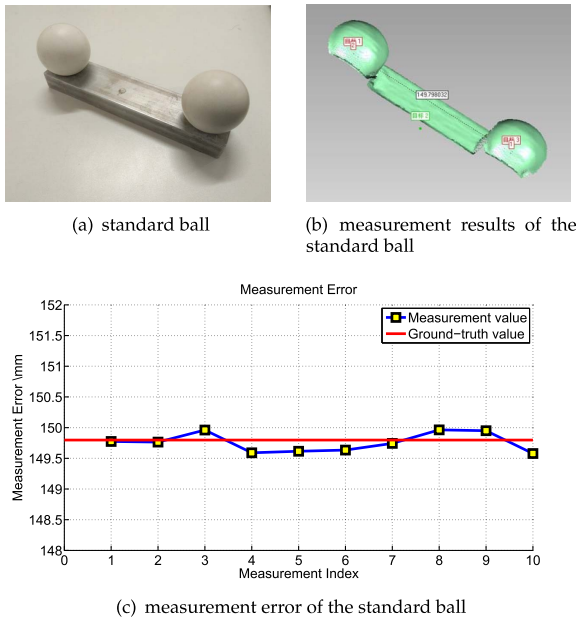 149.798032
(a) standard ball
(b) measurement results of the
standard ball
Measurement Error
152
151.5
151
150.5
150
149.5
149
148.5
148
Measurement Error \mm
Measurement value
Ground-truth value
0 1 2 3 4 5 6 7 8 9 10
Measurement Index
(c) measurement error of the standard ball